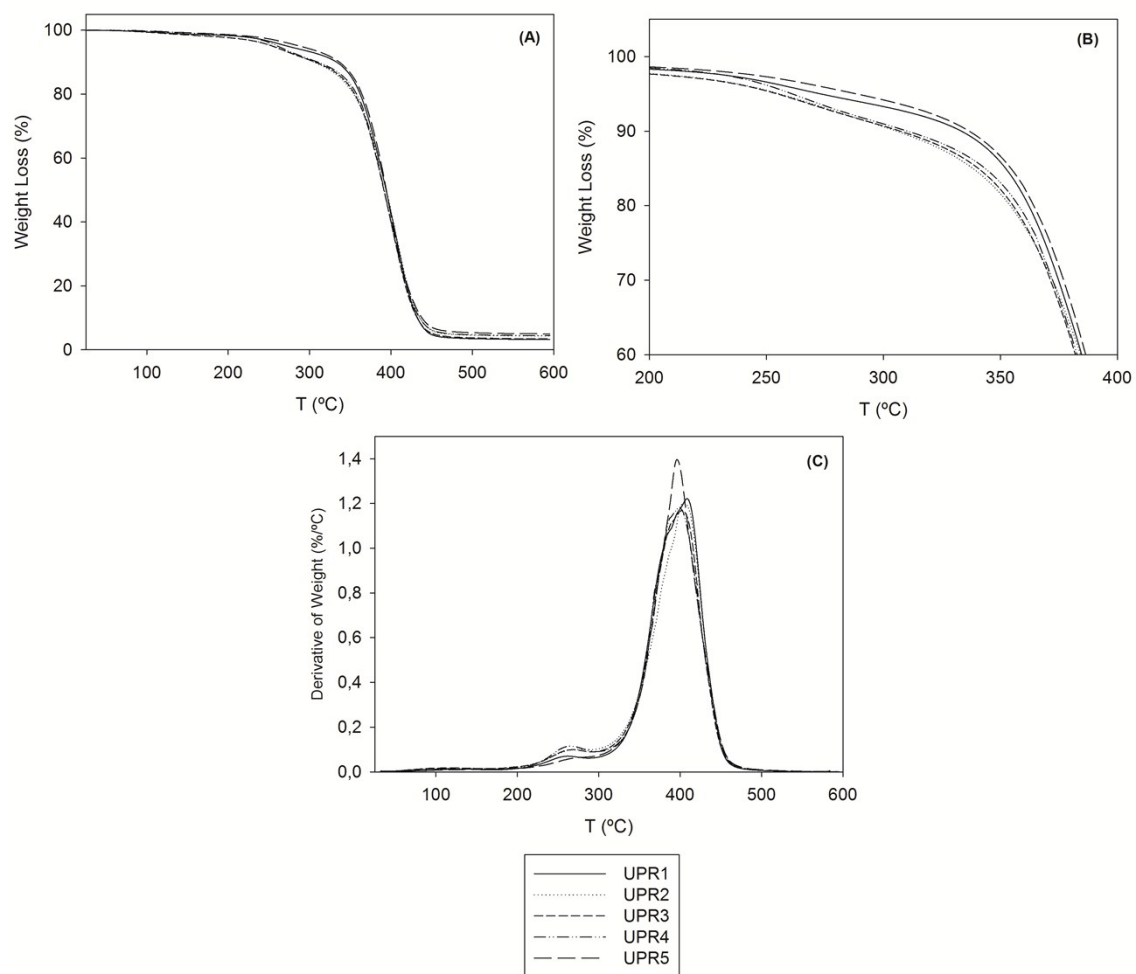 (A)
Weight Loss (%)
100
80
60
40
20
0
100 200 300 400 500 600
T (ºC)
(B)
Weight Loss (%)
100
90
80
70
60
200 250 300 350 400
T (ºC)
(C)
Derivative of Weight (%/ºC)
1,4
1,2
1,0
0,8
0,6
0,4
0,2
0,0
100 200 300 400 500 600
T (ºC)
UPR1
UPR2
UPR3
UPR4
UPR5